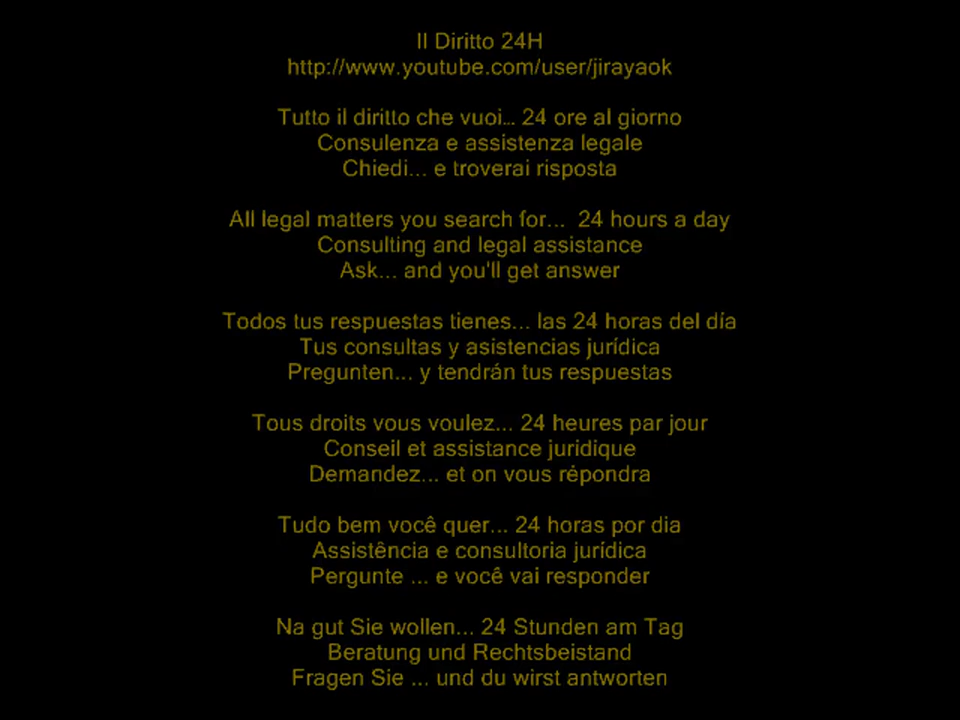 Il Diritto 24H
http://www.youtube.com/user/jirayaok
Tutto il diritto che vuoi... 24 ore al giorno
Consulenza e assistenza legale
Chiedi... e troverai risposta
All legal matters you search for...  24 hours a day
Consulting and legal assistance
Ask... and you'll get answer
Todos tus respuestas tienes... las 24 horas del día
Tus consultas y asistencias jurídica
Pregunten... y tendrán tus respuestas
Tous droits vous voulez... 24 heures par jour
Conseil et assistance juridique
Demandez... et on vous répondra
Tudo bem você quer... 24 horas por dia
Assistência e consultoria jurídica
Pergunte ... e você vai responder
Na gut Sie wollen... 24 Stunden am Tag
Beratung und Rechtsbeistand
Fragen Sie ... und du wirst antworten